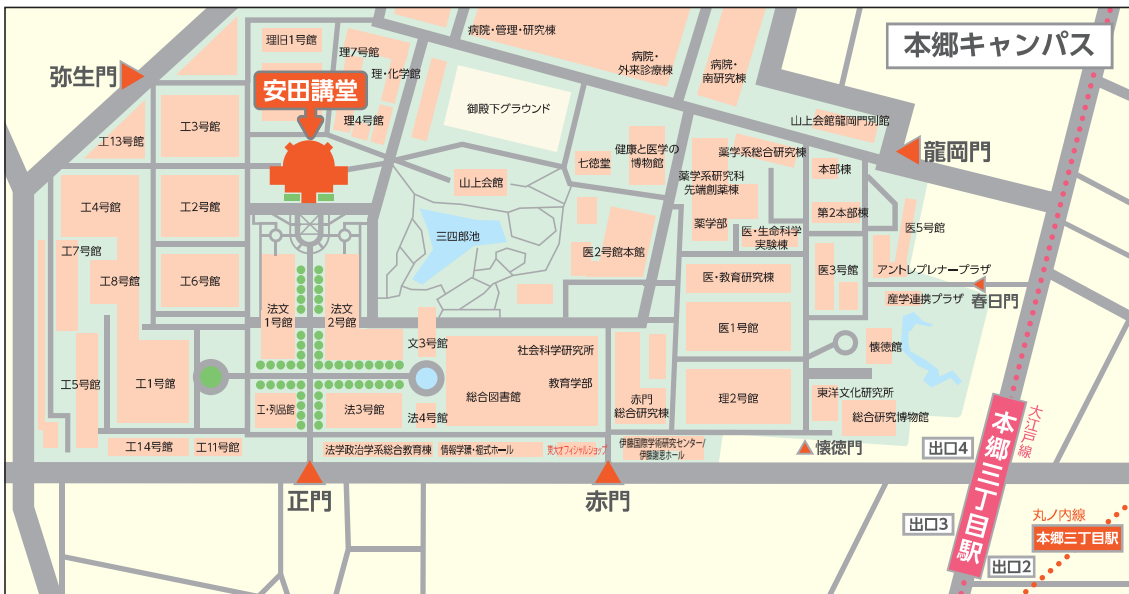 本郷キャンパス
病院・管理・研究棟
理旧1号館
理7号館
病院・
外来診療棟
病院・
南研究棟
弥生門
理・化学館
安田講堂
御殿下グラウンド
理4号館
山上会館龍岡門別館
工13号館
工3号館
龍岡門
健康と医学の
博物館
七徳堂
薬学系総合研究棟
本部棟
山上会館
薬学系研究科
先端創薬棟
工4号館
工2号館
第2本部棟
薬学部
医・生命科学
実験棟
医5号館
三四郎池
工7号館
医2号館本館
工8号館
工6号館
医・教育研究棟
医3号館
アントレプレナープラザ
産学連携プラザ
春日門
法文
1号館
法文
2号館
医1号館
文3号館
社会科学研究所
懐徳館
工5号館
工1号館
教育学部
総合図書館
赤門
総合研究棟
理2号館
東洋文化研究所
工・列品館
法3号館
法4号館
総合研究博物館
工14号館
工11号館
法学政治学系総合教育棟
情報学環・福武ホール
東大オフィシャルショップ
伊藤国際学術研究センター/
伊藤謝恩ホール
懐徳門
出口4
大江戸線
本郷三丁目駅
正門
赤門
出口3
丸ノ内線
本郷三丁目駅
出口2